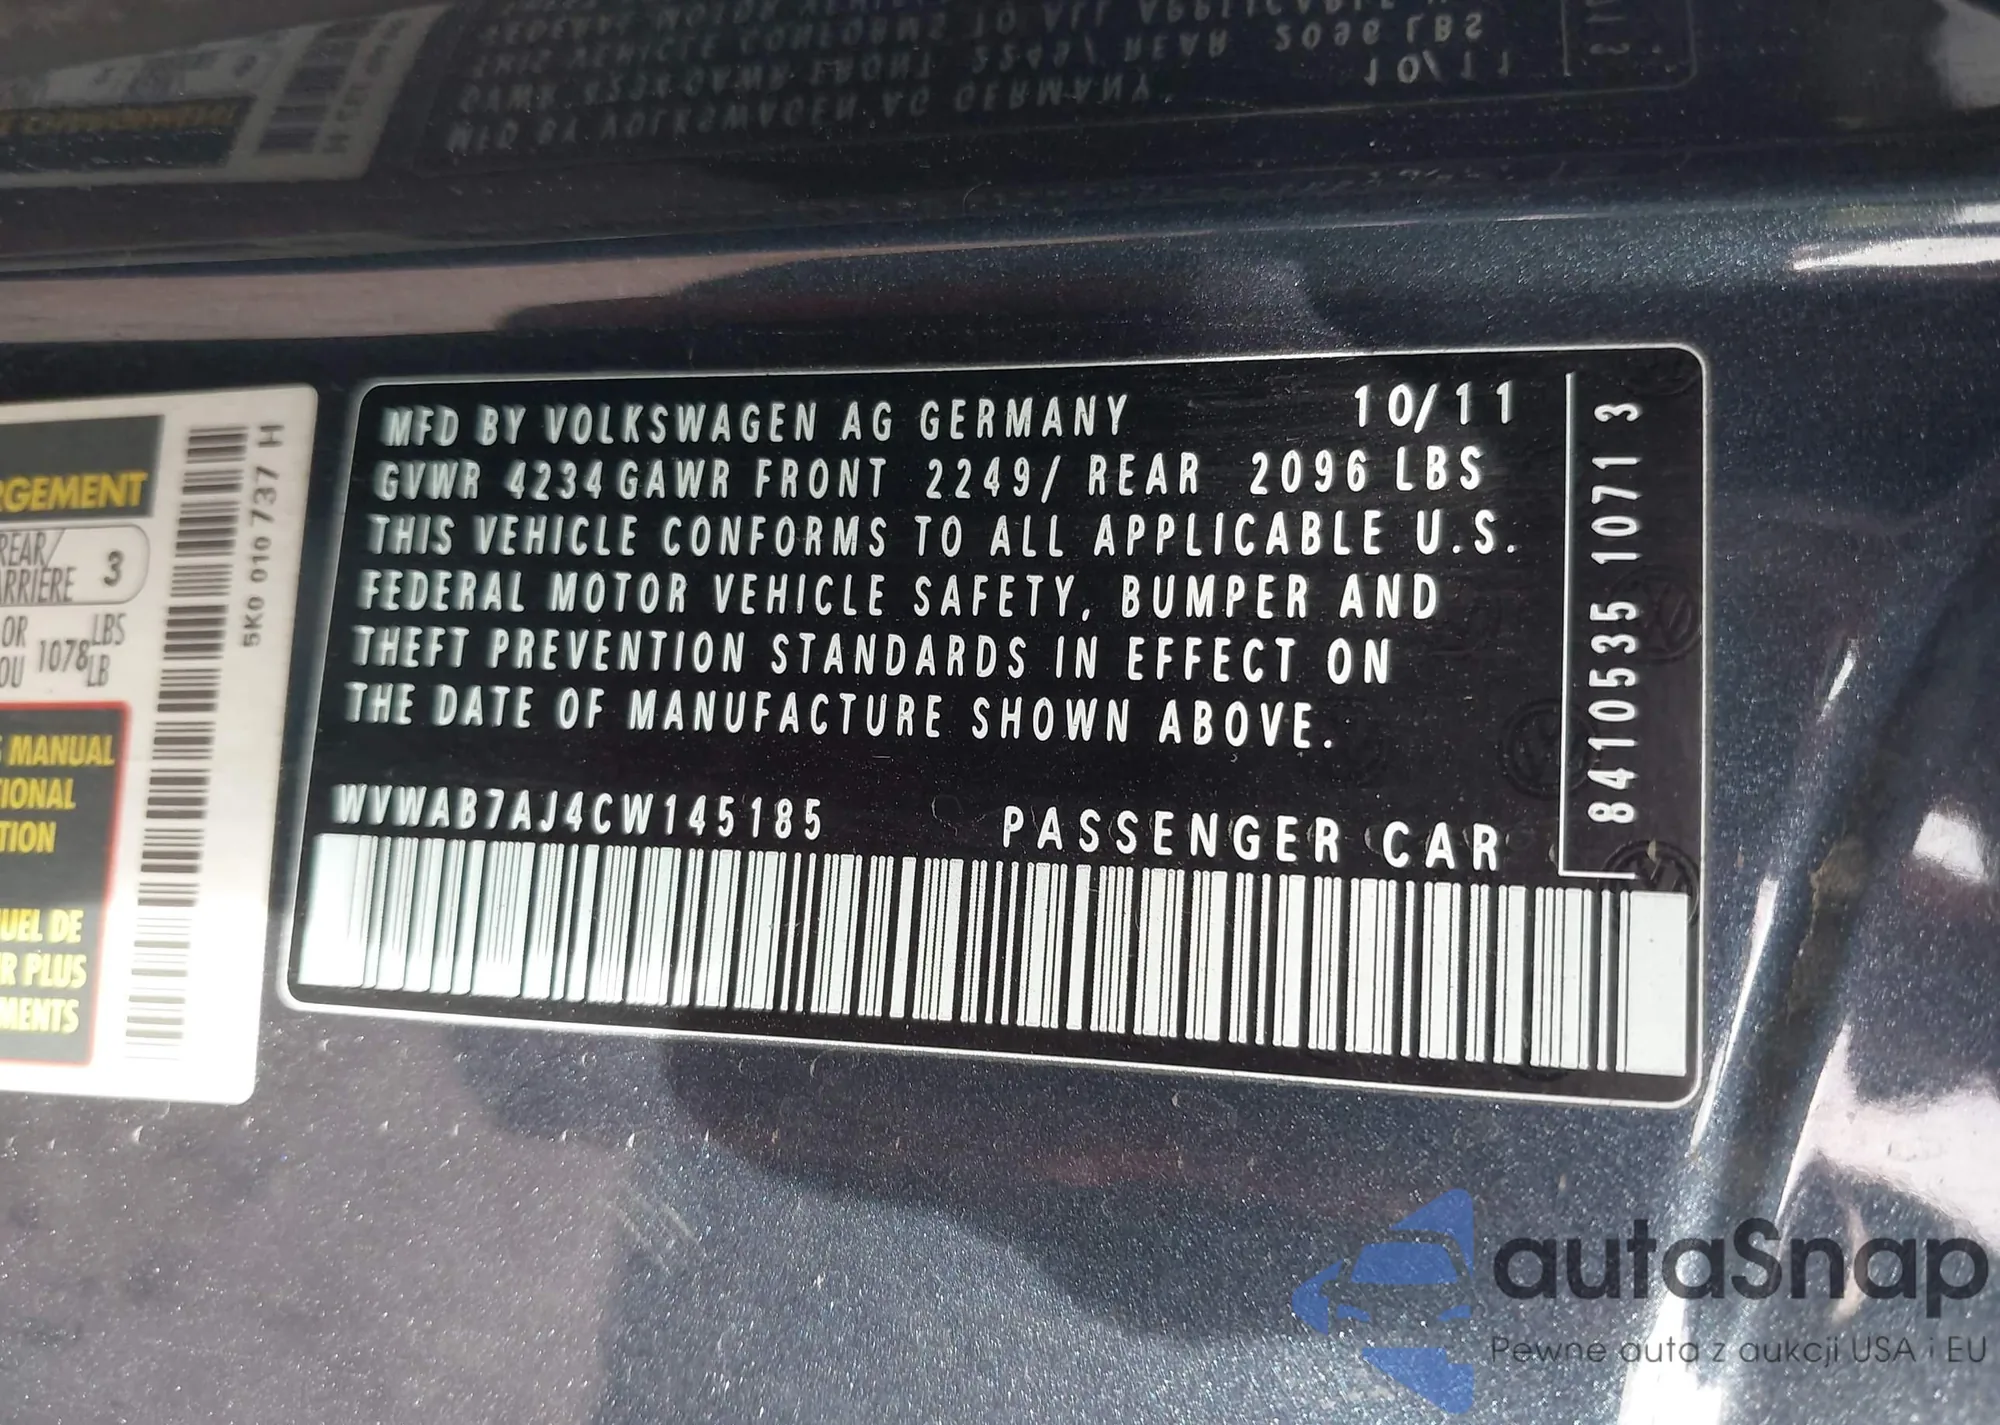 MFD BY VOLKSWAGEN AG GERMANY 10/11
GVWR 4234 GAWR FRONT 2249/ REAR 2096 LBS
THIS VEHICLE CONFORMS TO ALL APPLICABLE U.S.
FEDERAL MOTOR VEHICLE SAFETY, BUMPER AND
THEFT PREVENTION STANDARDS IN EFFECT ON
THE DATE OF MANUFACTURE SHOWN ABOVE.
WVWAB7AJ4CW145185 PASSENGER CAR
8410535 1071 3
RGEMENT
REAR/
ARRIÈRE 3
OR LBS
OU 1078 LB
5K0 010 737 H
S MANUAL
IONAL
TION
UEL DE
R PLUS
MENTS
autaSnap
Pewne auta z aukcji USA i EU